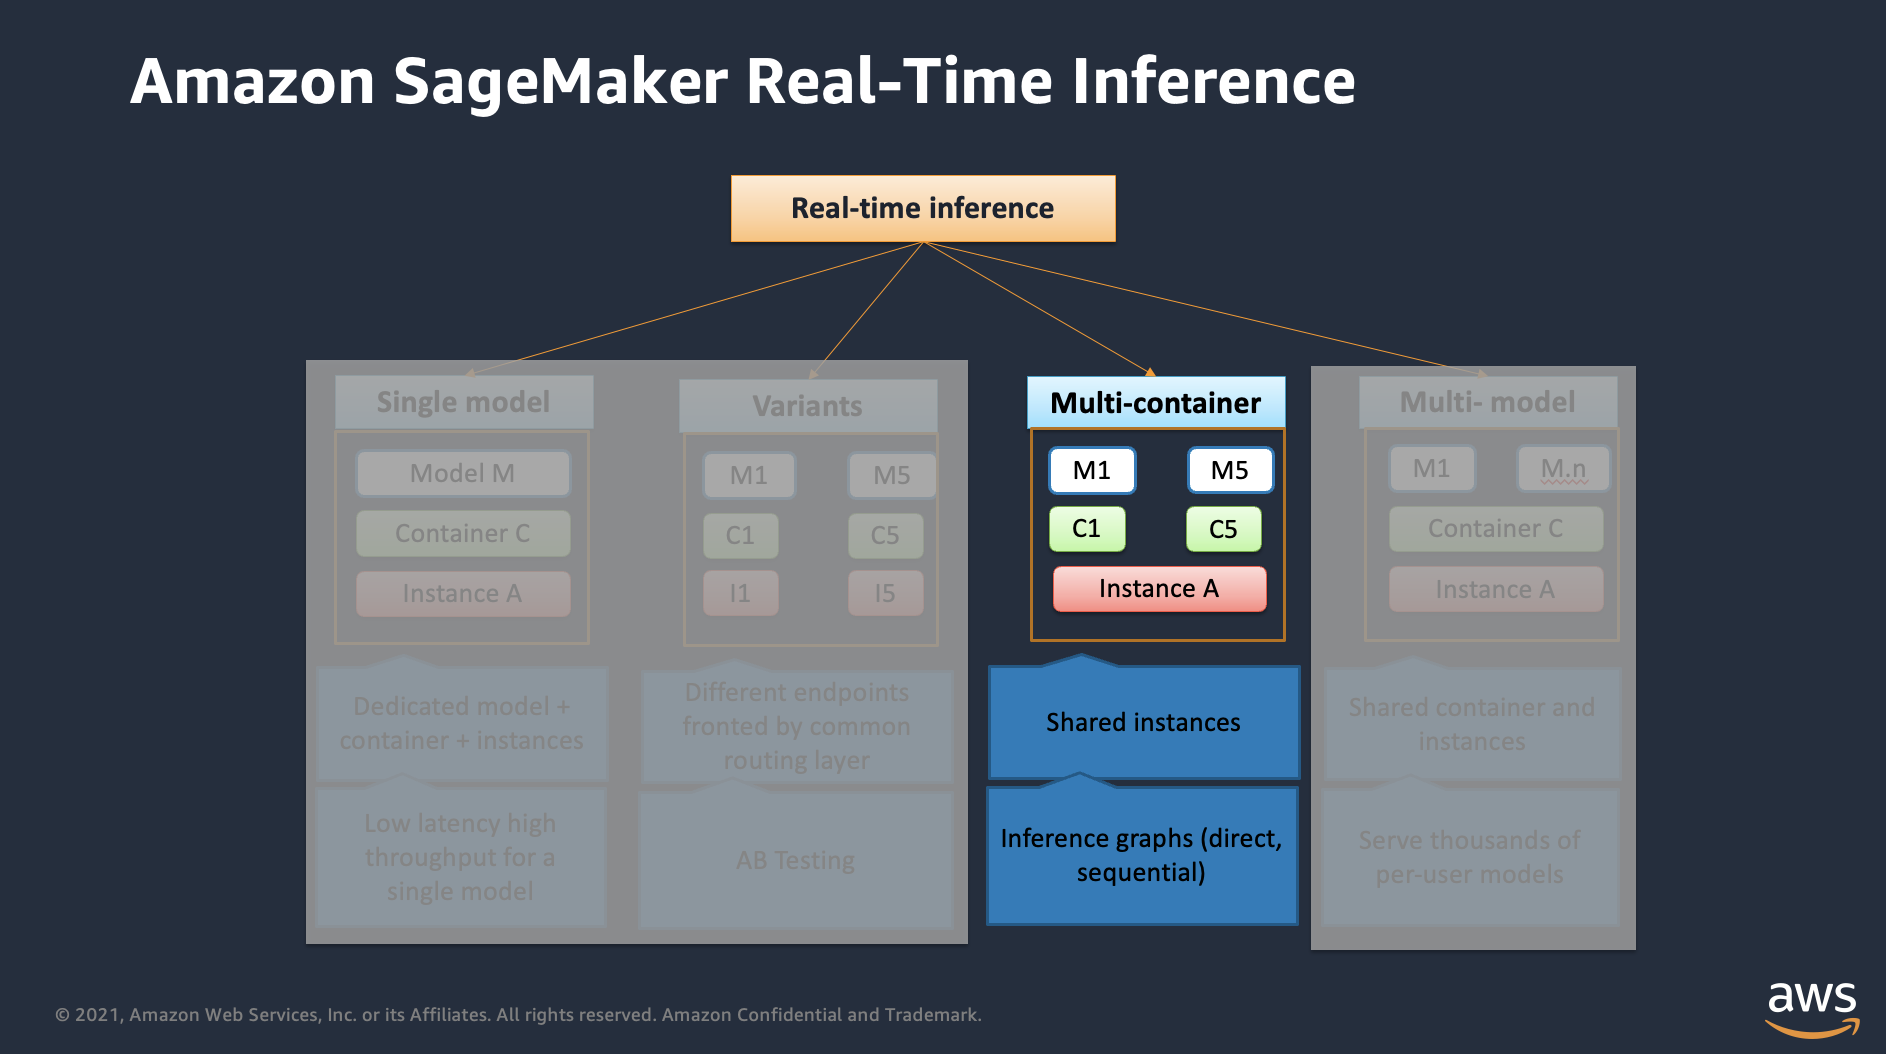 Amazon SageMaker Real-Time Inference
Real-time inference
Single model
Model M
Container C
Instance A
Dedicated model +
container + instances
Low latency high
throughput for a
single model
Variants
M1 M5
C1 C5
I1 I5
Different endpoints
fronted by common
routing layer
AB Testing
Multi-container
M1 M5
C1 C5
Instance A
Shared instances
Inference graphs (direct,
sequential)
Multi- model
M1 M.n
Container C
Instance A
Shared container and
instances
Serve thousands of
per-user models
© 2021, Amazon Web Services, Inc. or its Affiliates. All rights reserved. Amazon Confidential and Trademark.
aws